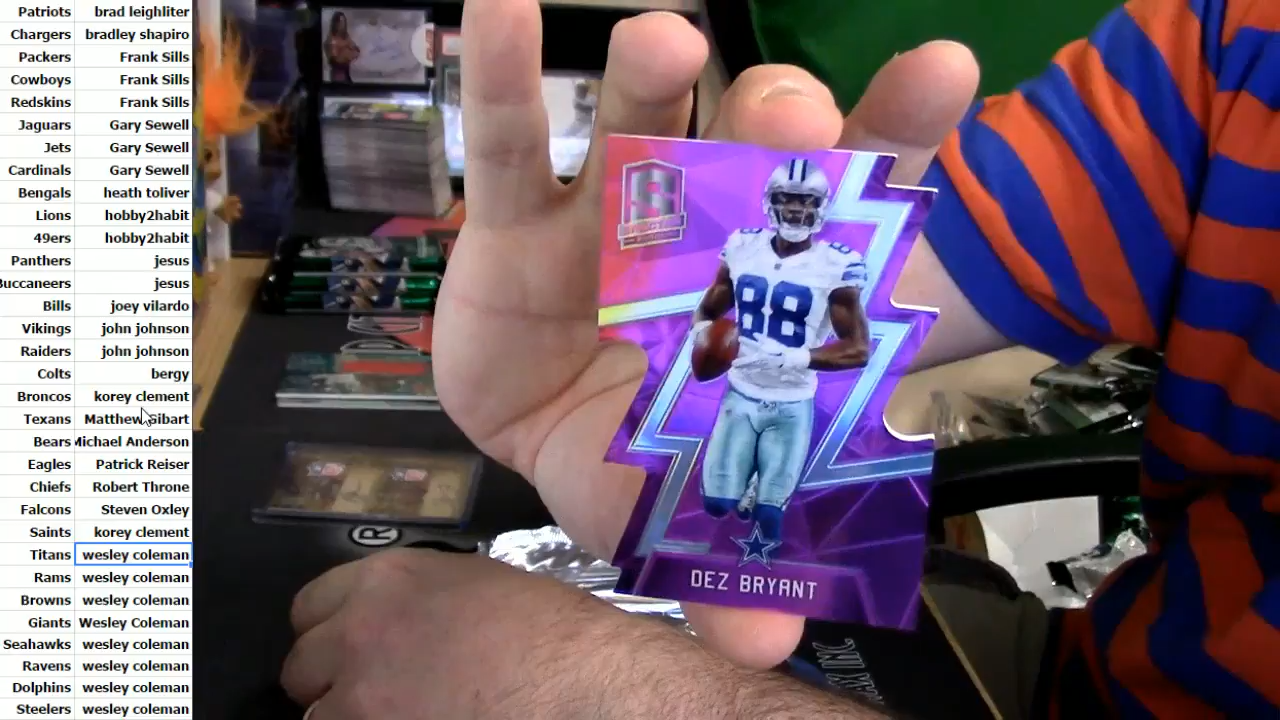 Patriots brad leighliter
Chargers bradley shapiro
Packers Frank Sills
Cowboys Frank Sills
Redskins Frank Sills
Jaguars Gary Sewell
Jets Gary Sewell
Cardinals Gary Sewell
Bengals heath toliver
Lions hobby2habit
49ers hobby2habit
Panthers jesus
uccaneers jesus
Bills joey vilardo
Vikings john johnson
Raiders john johnson
Colts bergy
Broncos korey clement
Texans Matthew Sibart
Bears Michael Anderson
Eagles Patrick Reiser
Chiefs Robert Throne
Falcons Steven Oxley
Saints korey clement
Titans wesley coleman
Rams wesley coleman
Browns wesley coleman
Giants Wesley Coleman
Seahawks wesley coleman
Ravens wesley coleman
Dolphins wesley coleman
Steelers wesley coleman
S
88
88
DEZ BRYANT
R
INC.